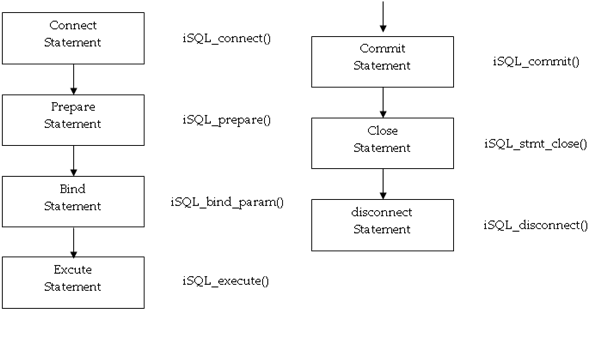 Connect
Statement
iSQL_connect()
Prepare
Statement
iSQL_prepare()
Bind
Statement
iSQL_bind_param()
Excute
Statement
iSQL_execute()
Commit
Statement
iSQL_commit()
Close
Statement
iSQL_stmt_close()
disconnect
Statement
iSQL_disconnect()